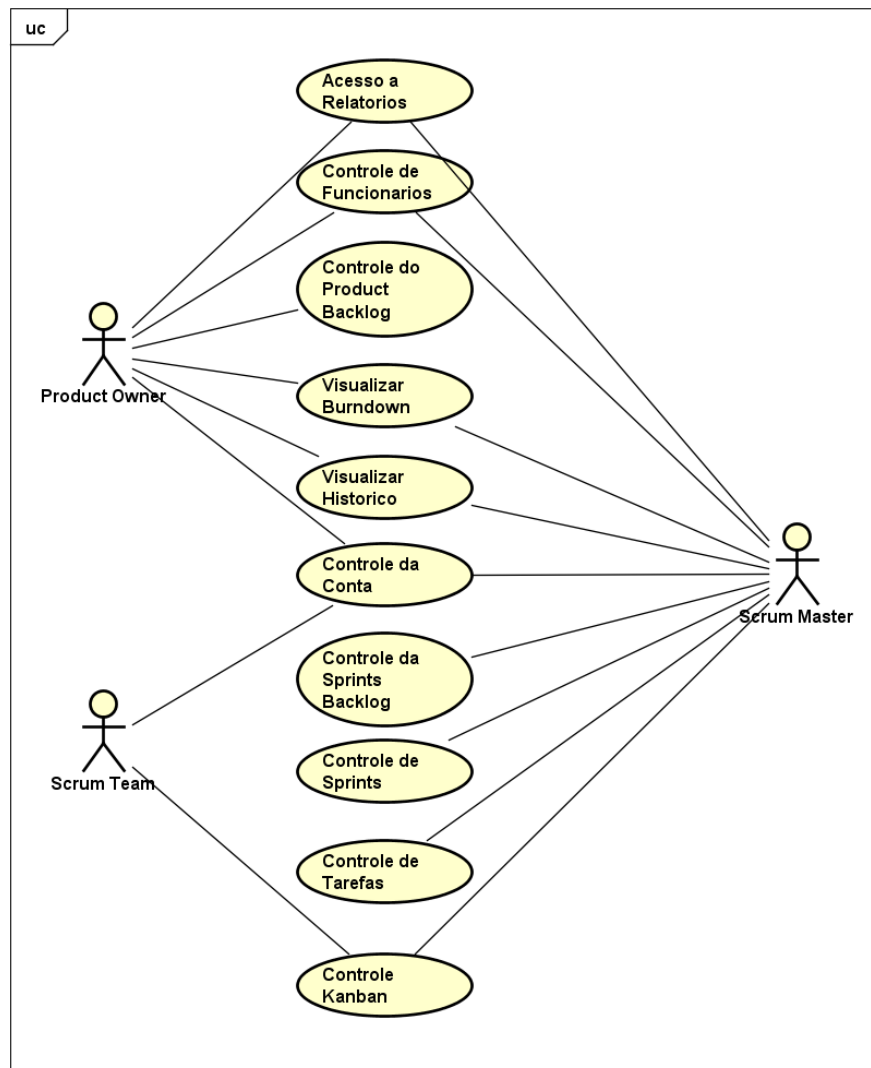 uc
Acesso a
Relatorios
Controle de
Funcionarios
Controle do
Product
Backlog
Product Owner
Visualizar
Burndown
Visualizar
Historico
Controle da
Conta
Scrum Master
Controle da
Sprints
Backlog
Scrum Team
Controle de
Sprints
Controle de
Tarefas
Controle
Kanban